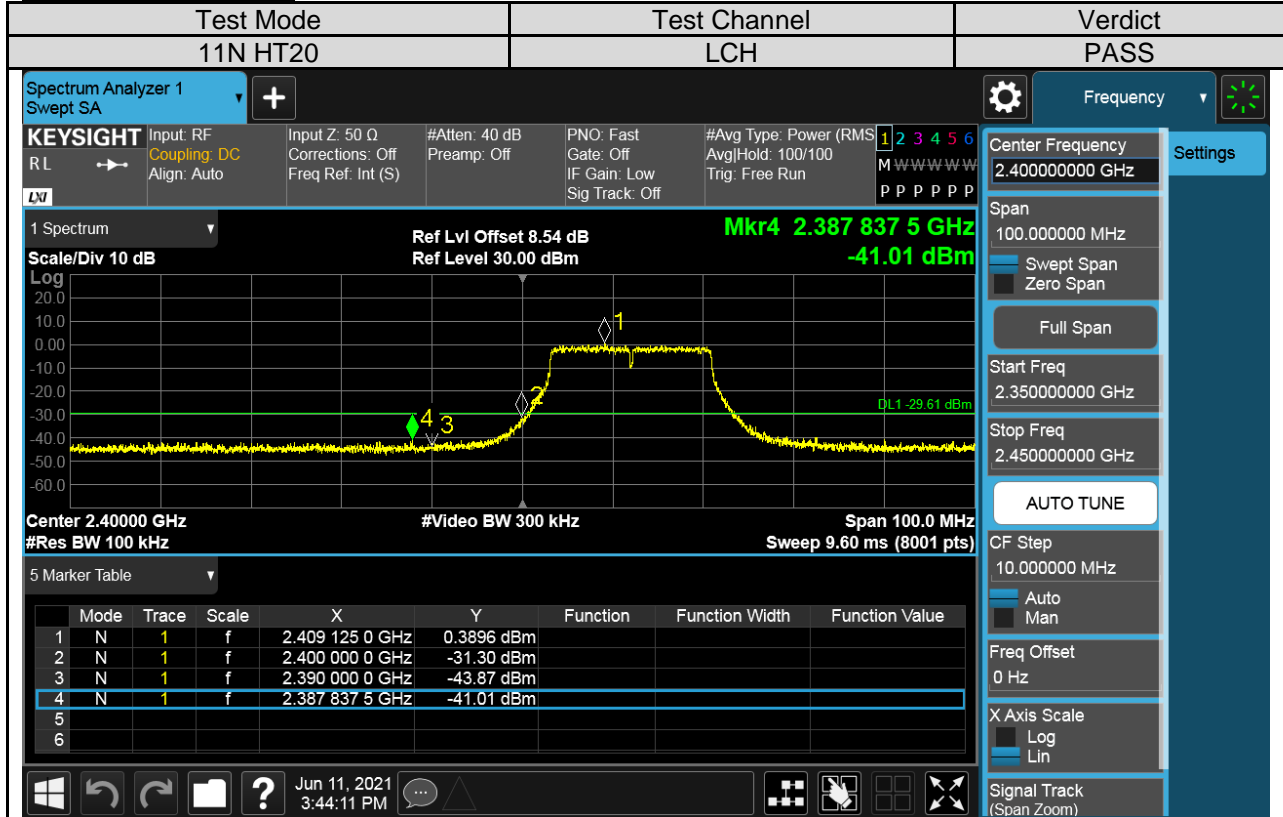 Test Mode Test Channel Verdict
11N HT20 LCH PASS
Spectrum Analyzer 1
Swept SA
+
Frequency
KEYSIGHT
R L
LXI
Input: RF
Coupling: DC
Align: Auto
Input Z: 50 Ω
Corrections: Off
Freq Ref: Int (S)
#Atten: 40 dB
Preamp: Off
PNO: Fast
Gate: Off
IF Gain: Low
Sig Track: Off
#Avg Type: Power (RMS
Avg|Hold: 100/100
Trig: Free Run
1 2 3 4 5 6
M W W W W W
P P P P P P
1 Spectrum
Scale/Div 10 dB
Ref Lvl Offset 8.54 dB
Ref Level 30.00 dBm
Mkr4 2.387 837 5 GHz
-41.01 dBm
Log
20.0
10.0
0.00
-10.0
-20.0
-30.0
-40.0
-50.0
-60.0
1
2
4 3
DL1 -29.61 dBm
Center 2.40000 GHz
#Res BW 100 kHz
#Video BW 300 kHz
Span 100.0 MHz
Sweep 9.60 ms (8001 pts)
5 Marker Table
Mode Trace Scale X Y Function Function Width Function Value
1 N 1 f 2.409 125 0 GHz 0.3896 dBm
2 N 1 f 2.400 000 0 GHz -31.30 dBm
3 N 1 f 2.390 000 0 GHz -43.87 dBm
4 N 1 f 2.387 837 5 GHz -41.01 dBm
5
6
?
Jun 11, 2021
3:44:11 PM
Center Frequency
2.400000000 GHz
Settings
Span
100.000000 MHz
Swept Span
Zero Span
Full Span
Start Freq
2.350000000 GHz
Stop Freq
2.450000000 GHz
AUTO TUNE
CF Step
10.000000 MHz
Auto
Man
Freq Offset
0 Hz
X Axis Scale
Log
Lin
Signal Track
(Span Zoom)